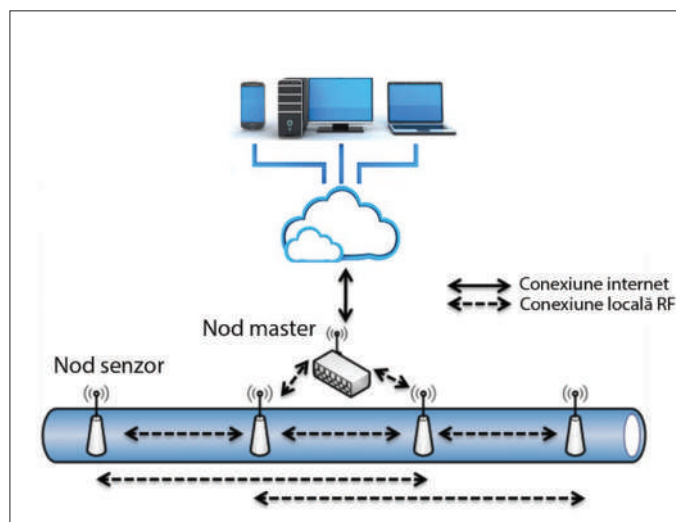 Conexiune internet
Conexiune locală RF
Nod master
Nod senzor